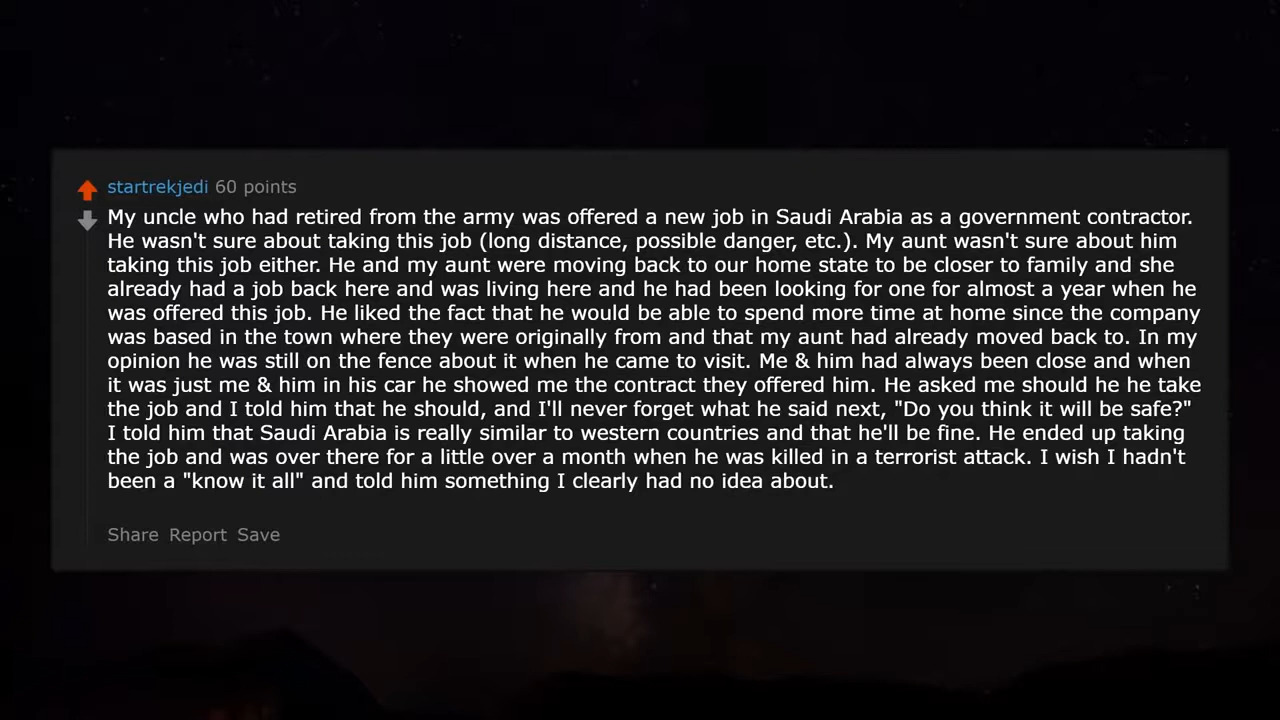 startrekjedi 60 points
My uncle who had retired from the army was offered a new job in Saudi Arabia as a government contractor.
He wasn't sure about taking this job (long distance, possible danger, etc.). My aunt wasn't sure about him
taking this job either. He and my aunt were moving back to our home state to be closer to family and she
already had a job back here and was living here and he had been looking for one for almost a year when he
was offered this job. He liked the fact that he would be able to spend more time at home since the company
was based in the town where they were originally from and that my aunt had already moved back to. In my
opinion he was still on the fence about it when he came to visit. Me & him had always been close and when
it was just me & him in his car he showed me the contract they offered him. He asked me should he he take
the job and I told him that he should, and I'll never forget what he said next, "Do you think it will be safe?"
I told him that Saudi Arabia is really similar to western countries and that he'll be fine. He ended up taking
the job and was over there for a little over a month when he was killed in a terrorist attack. I wish I hadn't
been a "know it all" and told him something I clearly had no idea about.
Share Report Save